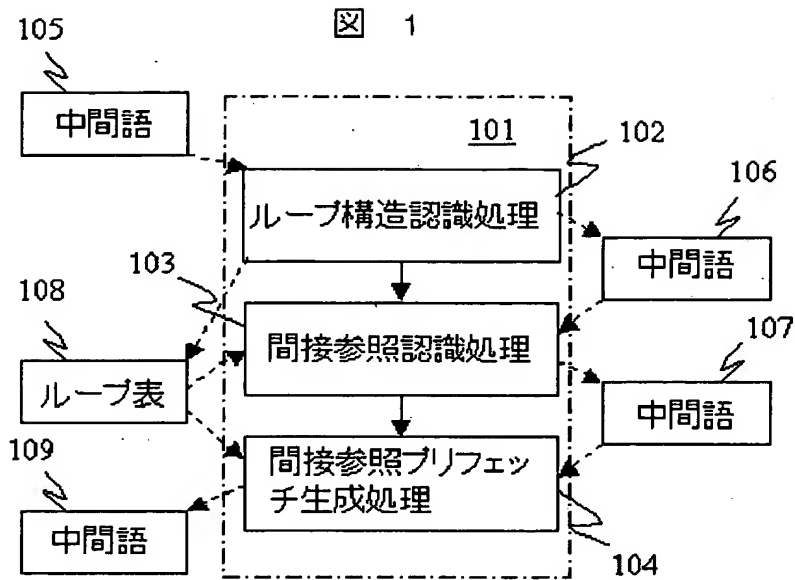 図 1
105
中間語
101
102
ループ構造認識処理
106
中間語
103
108
間接参照認識処理
107
ループ表
中間語
109
間接参照プリフェッ
チ生成処理
中間語
104